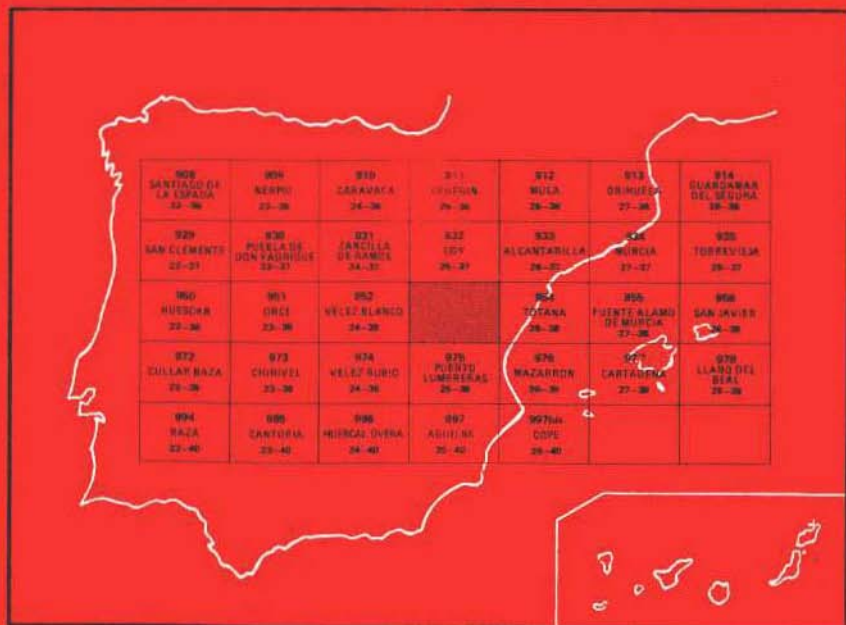 908 909 910 911 912 913 914
SANTIAGO DE LA ESPADA NERPIO CARAVACA CEHEGIN MULA ORIHUELA GUARDAMAR DEL SEGURA
22-36 23-36 24-36 25-36 26-36 27-36 28-36
929 930 931 932 933 934 935
SAN CLEMENTE PUEBLA DE DON FADRIQUE ZARCILLA DE RAMOS COY ALCANTARILLA MURCIA TORREVIEJA
22-37 23-37 24-37 25-37 26-37 27-37 28-37
950 951 952 954 955 956
HUESCAR ORCE VELEZ BLANCO TOTANA FUENTE ALAMO DE MURCIA SAN JAVIER
22-38 23-38 24-38 26-38 27-38 28-38
972 973 974 975 976 977 978
CULLAR BAZA CHIRIVEL VELEZ RUBIO PUERTO LUMBRERAS MAZARRON CARTAGENA LLANO DEL BEAL
22-39 23-39 24-39 25-39 26-39 27-39 28-39
994 995 996 997 997bis
BAZA CANTORIA HUERCAL OVERA AGUILAS COPE
22-40 23-40 24-40 25-40 26-40